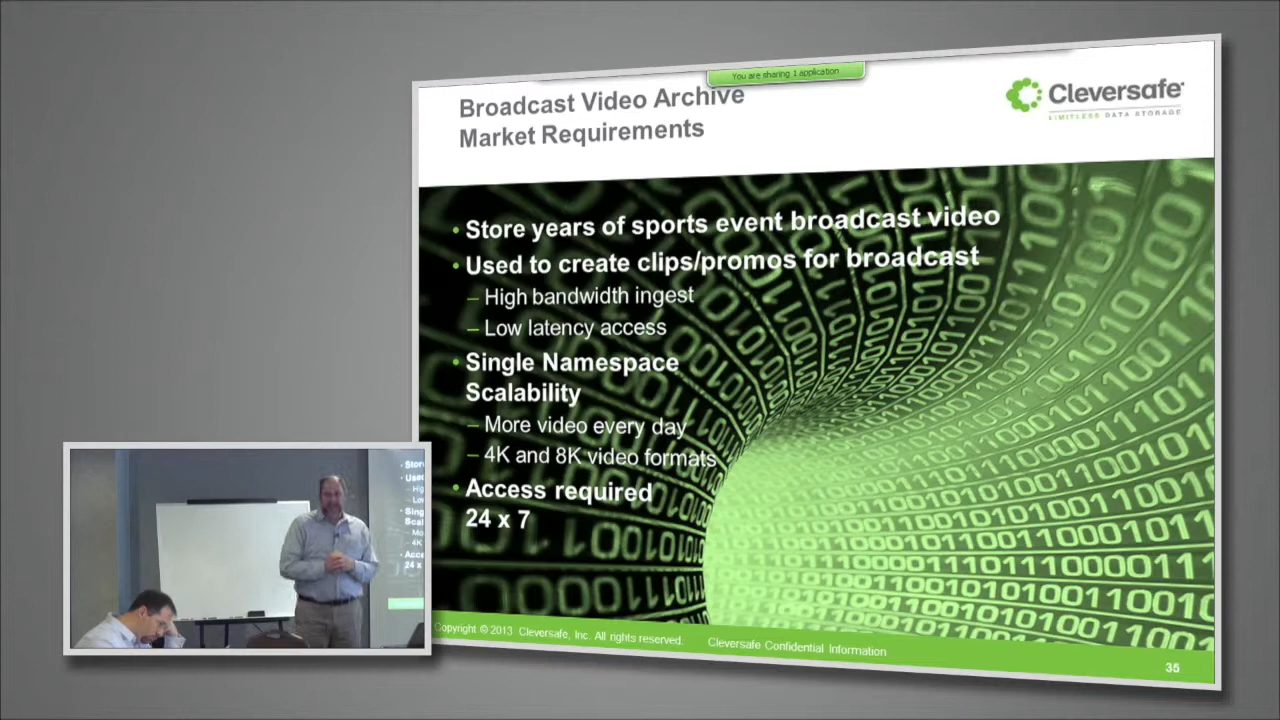 You are sharing 1 application
Broadcast Video Archive
Market Requirements
Cleversafe
LIMITLESS DATA STORAGE
• Store years of sports event broadcast video
• Used to create clips/promos for broadcast
– High bandwidth ingest
– Low latency access
• Single Namespace
Scalability
– More video every day
– 4K and 8K video formats
• Access required
24 x 7
Copyright © 2013 Cleversafe, Inc. All rights reserved. Cleversafe Confidential Information
35